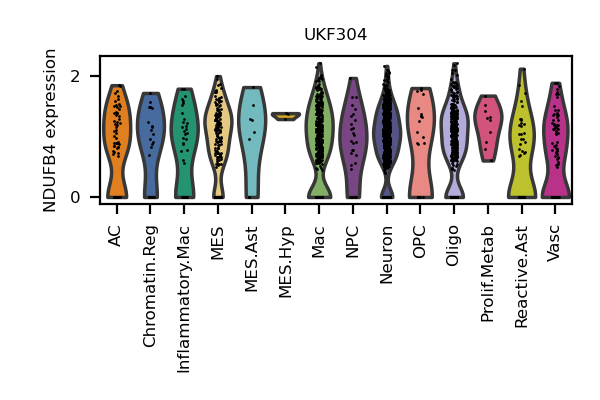 UKF304
NDUFB4 expression
2
0
AC
Chromatin.Reg
Inflammatory.Mac
MES
MES.Ast
MES.Hyp
Mac
NPC
Neuron
OPC
Oligo
Prolif.Metab
Reactive.Ast
Vasc